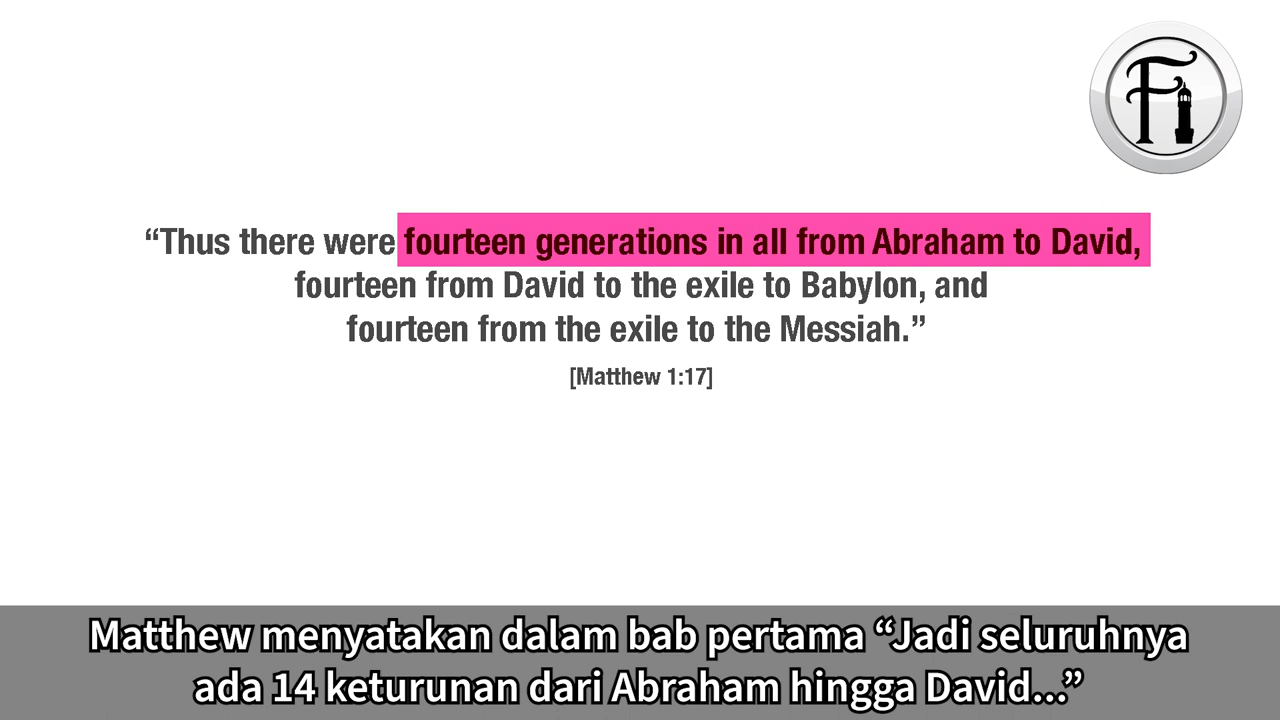 Fi
“Thus there were fourteen generations in all from Abraham to David,
fourteen from David to the exile to Babylon, and
fourteen from the exile to the Messiah.”
[Matthew 1:17]
Matthew menyatakan dalam bab pertama “Jadi seluruhnya
ada 14 keturunan dari Abraham hingga David...”